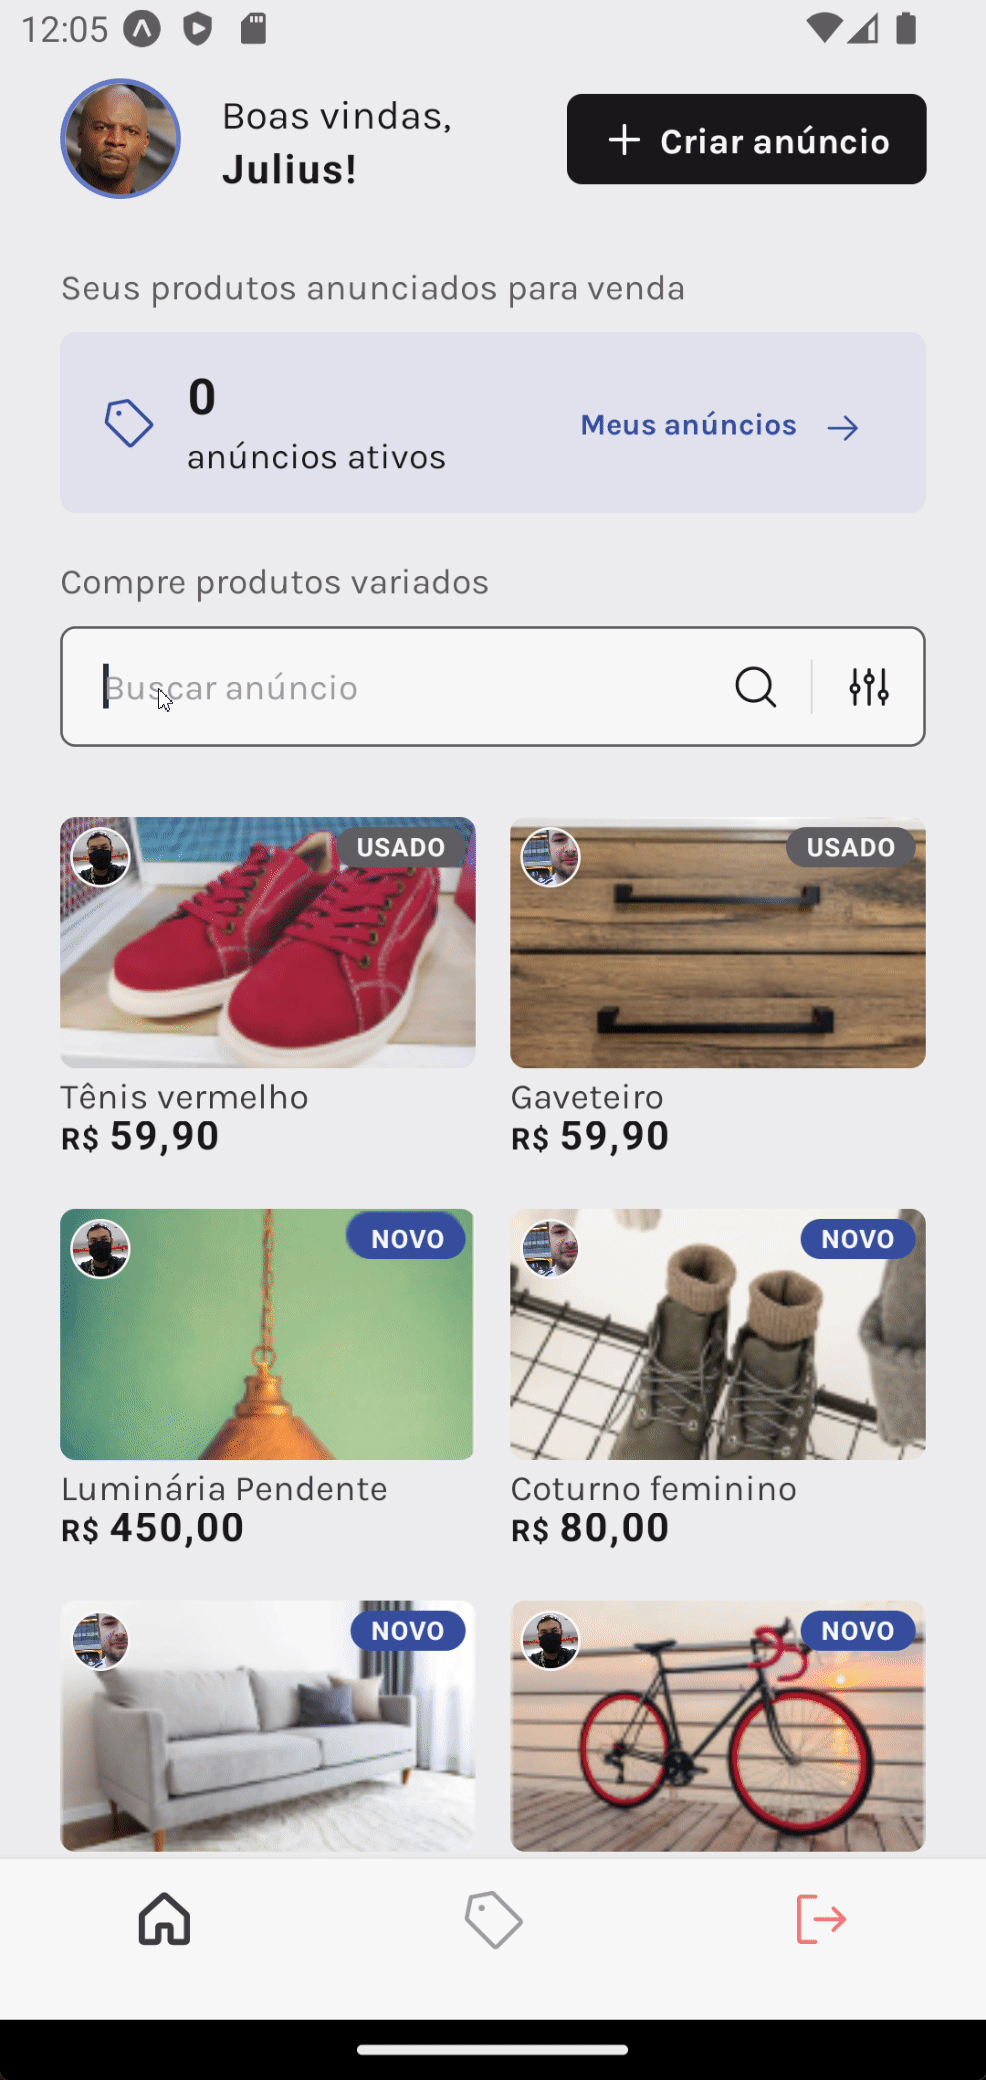 12:05
Boas vindas,
Julius!
Criar anúncio
Seus produtos anunciados para venda
0
anúncios ativos
Meus anúncios
Compre produtos variados
Buscar anúncio
USADO
USADO
Tênis vermelho
R$ 59,90
Gaveteiro
R$ 59,90
NOVO
NOVO
Luminária Pendente
R$ 450,00
Coturno feminino
R$ 80,00
NOVO
NOVO